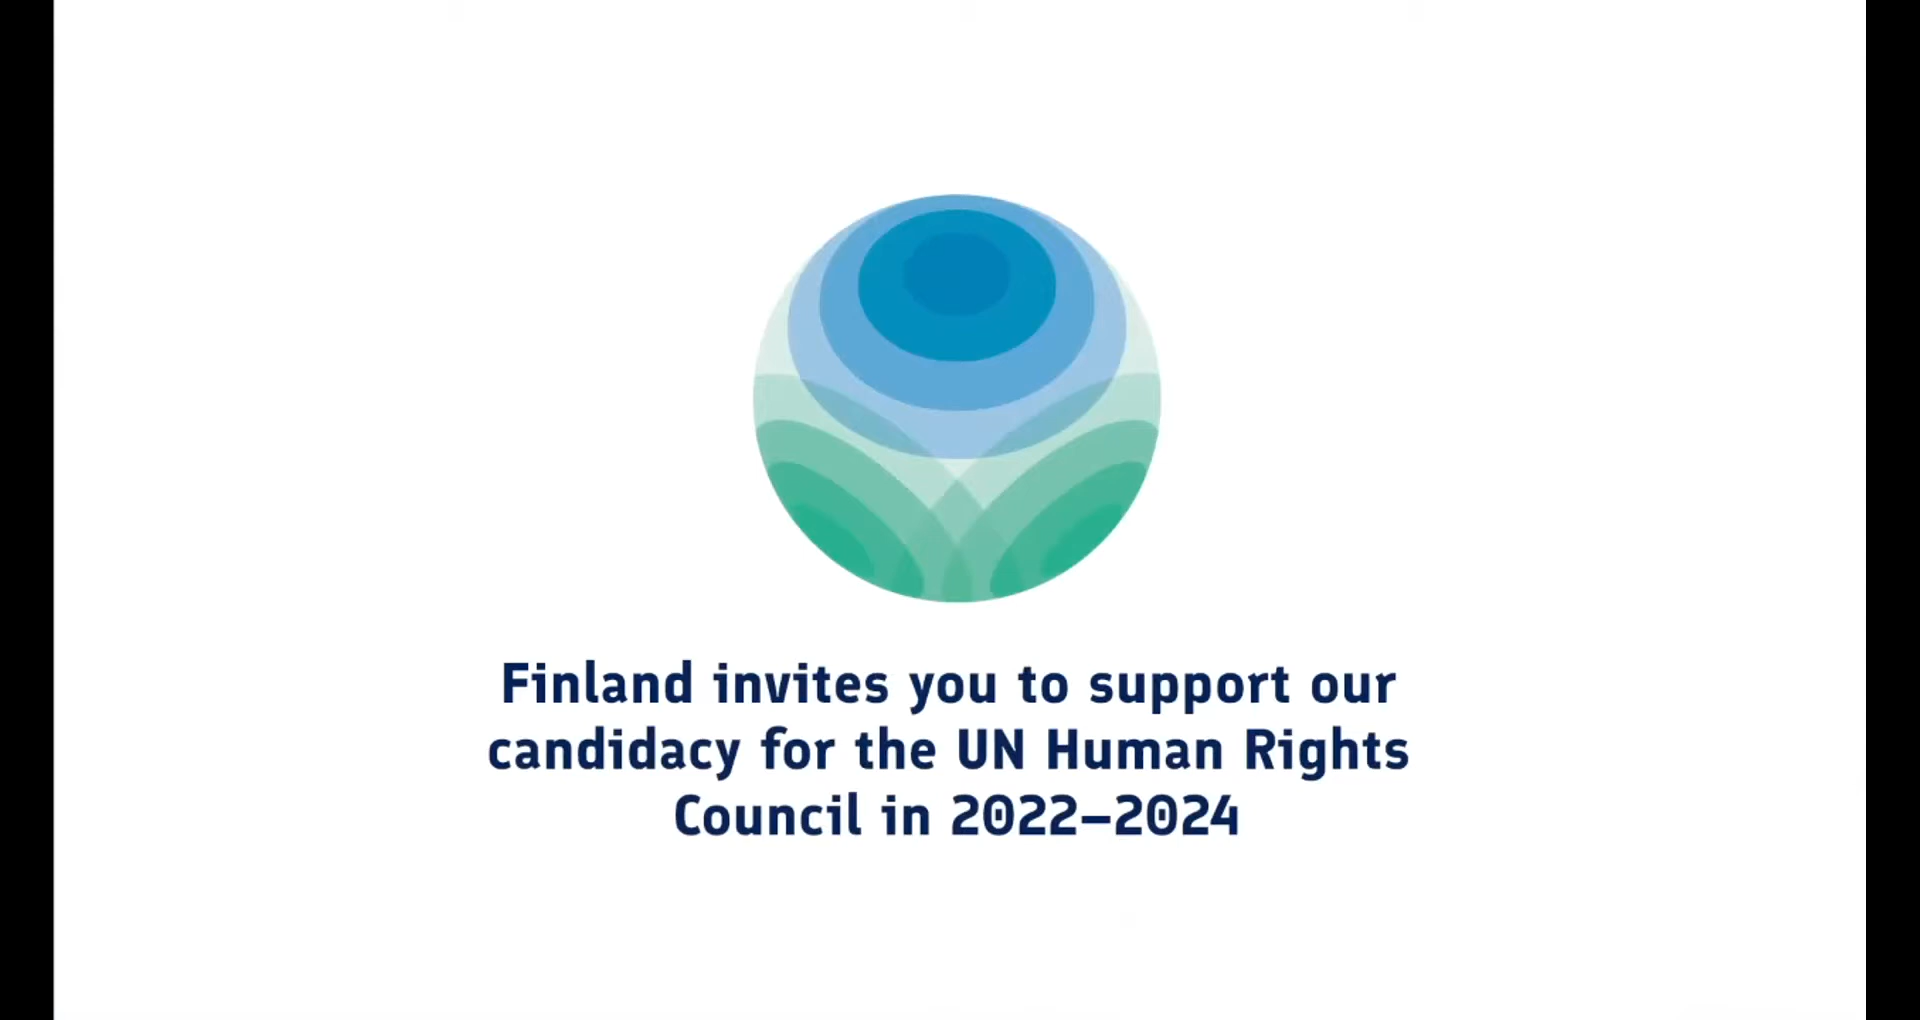 Finland invites you to support our
candidacy for the UN Human Rights
Council in 2022–2024